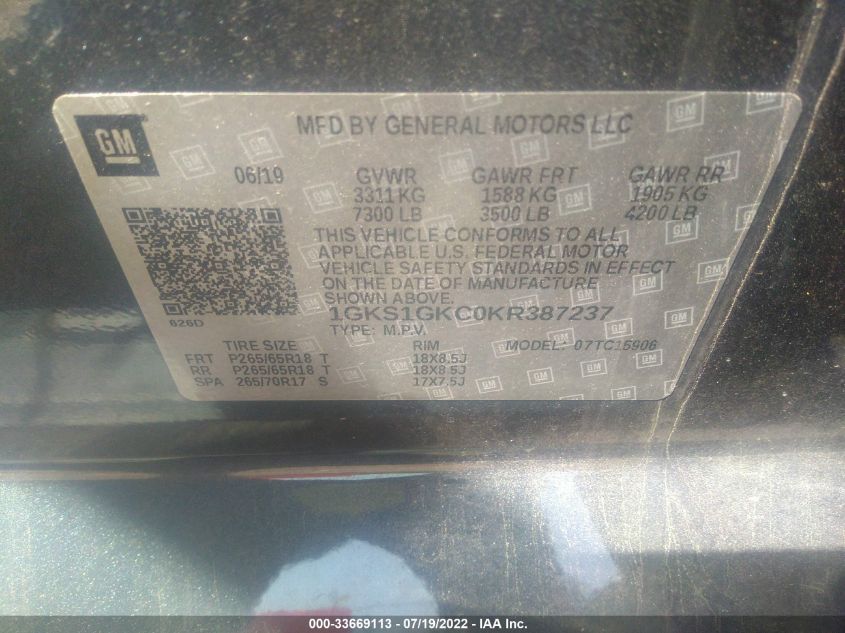 GM
MFD BY GENERAL MOTORS LLC
06/19 GVWR GAWR FRT GAWR RR
3311 KG 1588 KG 1905 KG
7300 LB 3500 LB 4200 LB
THIS VEHICLE CONFORMS TO ALL
APPLICABLE U.S. FEDERAL MOTOR
VEHICLE SAFETY STANDARDS IN EFFECT
ON THE DATE OF MANUFACTURE
SHOWN ABOVE.
626D
1GKS1GKC0KR387237
TYPE: M.P.V.
TIRE SIZE RIM MODEL: 07TC15906
FRT P265/65R18 T 18X8.5J
RR P265/65R18 T 18X8.5J
SPA 265/70R17 S 17X7.5J
000-33669113 - 07/19/2022 - IAA Inc.